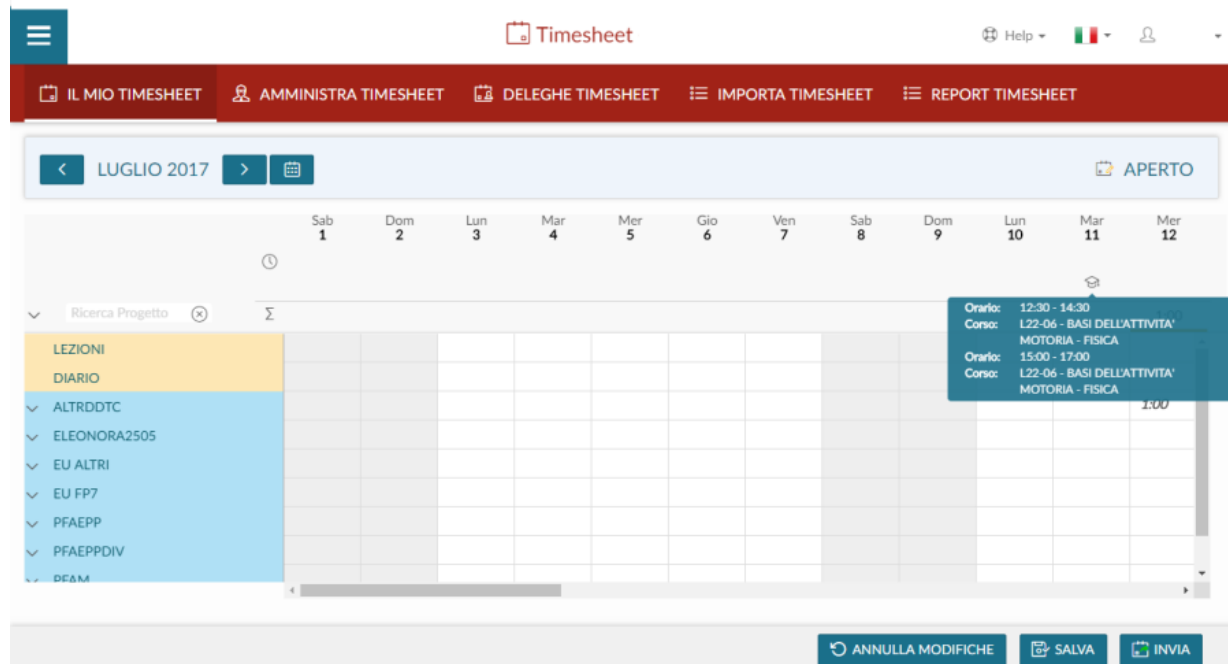 Timesheet
Help
IL MIO TIMESHEET AMMINISTRA TIMESHEET DELEGHE TIMESHEET IMPORTA TIMESHEET REPORT TIMESHEET
LUGLIO 2017 APERTO
Sab Dom Lun Mar Mer Gio Ven Sab Dom Lun Mar Mer
1 2 3 4 5 6 7 8 9 10 11 12
Ricerca Progetto Σ
Orario: 12:30 - 14:30
Corso: L22-06 - BASI DELL'ATTIVITA'
MOTORIA - FISICA
Orario: 15:00 - 17:00
Corso: L22-06 - BASI DELL'ATTIVITA'
MOTORIA - FISICA
1:00
LEZIONI
DIARIO
ALTRDDTC 1:00
ELEONORA2505
EU ALTRI
EU FP7
PFAEPP
PFAEPPDIV
PFAM
ANNULLA MODIFICHE SALVA INVIA